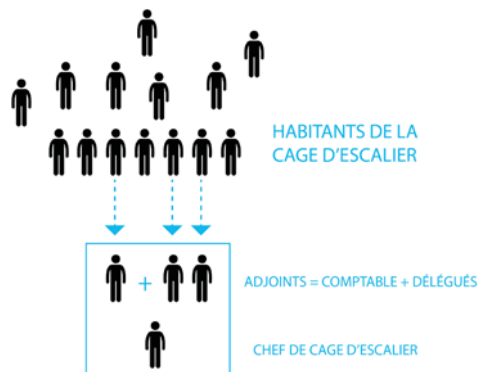 HABITANTS DE LA
CAGE D'ESCALIER
+
ADJOINTS = COMPTABLE + DÉLÉGUÉS
CHEF DE CAGE D'ESCALIER